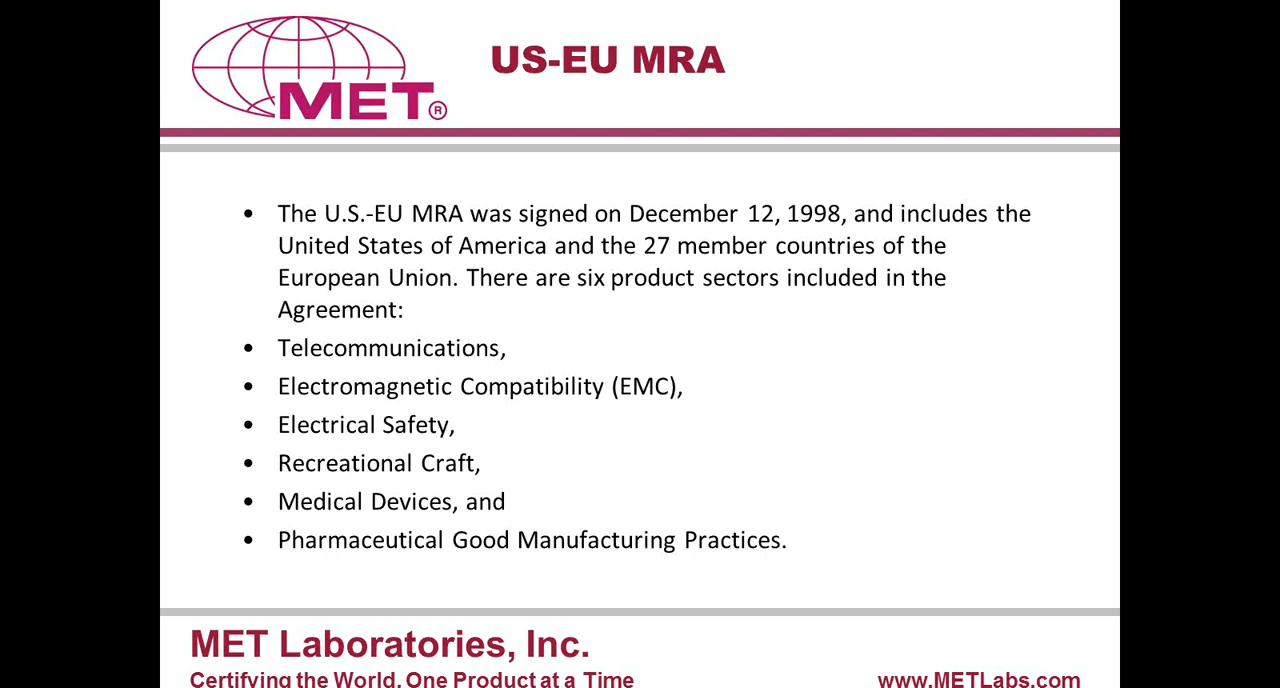 MET®
US-EU MRA
• The U.S.-EU MRA was signed on December 12, 1998, and includes the
United States of America and the 27 member countries of the
European Union. There are six product sectors included in the
Agreement:
• Telecommunications,
• Electromagnetic Compatibility (EMC),
• Electrical Safety,
• Recreational Craft,
• Medical Devices, and
• Pharmaceutical Good Manufacturing Practices.
MET Laboratories, Inc.
Certifying the World, One Product at a Time
www.METLabs.com